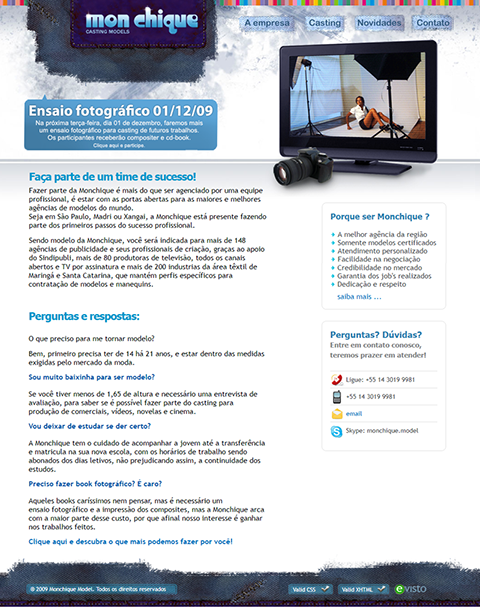 mon chique
CASTING MODELS
A empresa
Casting
Novidades
Contato
Ensaio fotográfico 01/12/09
Na próxima terça-feira, dia 01 de dezembro, faremos mais
um ensaio fotográfico para casting de futuros trabalhos.
Os participantes receberão compositer e cd-book.
Clique aqui e participe.
Faça parte de um time de sucesso!
Fazer parte da Monchique é mais do que ser agenciado por uma equipe
profissional, é estar com as portas abertas para as maiores e melhores
agências de modelos do mundo.
Seja em São Paulo, Madri ou Xangai, a Monchique está presente fazendo
parte dos primeiros passos do sucesso profissional.
Sendo modelo da Monchique, você será indicada para mais de 148
agências de publicidade e seus profissionais de criação, graças ao apoio
do Sindipubli, mais de 80 produtoras de televisão, todos os canais
abertos e TV por assinatura e mais de 200 industrias da área têxtil de
Maringá e Santa Catarina, que mantém perfis específicos para
contratação de modelos e manequins.
Perguntas e respostas:
O que preciso para me tornar modelo?
Bem, primeiro precisa ter de 14 há 21 anos, e estar dentro das medidas
exigidas pelo mercado da moda.
Sou muito baixinha para ser modelo?
Se você tiver menos de 1,65 de altura e necessário uma entrevista de
avaliação, para saber se é possível fazer parte do casting para
produção de comerciais, vídeos, novelas e cinema.
Vou deixar de estudar se der certo?
A Monchique tem o cuidado de acompanhar a jovem até a transferência
e matricula na sua nova escola, com os horários de trabalho sendo
abonados dos dias letivos, não prejudicando assim, a continuidade dos
estudos.
Preciso fazer book fotográfico? É caro?
Aqueles books caríssimos nem pensar, mas é necessário um
ensaio fotográfico e a impressão dos composites, mas a Monchique arca
com a maior parte desse custo, por que afinal nosso interesse é ganhar
nos trabalhos feitos.
Clique aqui e descubra o que mais podemos fazer por você!
Porque ser Monchique ?
A melhor agência da região
Somente modelos certificados
Atendimento personalizado
Facilidade na negociação
Credibilidade no mercado
Garantia dos Job's realizados
Dedicação e respeito
saiba mais ...
Perguntas? Dúvidas?
Entre em contato conosco,
teremos prazer em atender!
Ligue: +55 14 3019 9981
+55 14 3019 9981
email
Skype: monchique.model
© 2009 Monchique Model. Todos os direitos reservados
Valid CSS
Valid XHTML
evisto